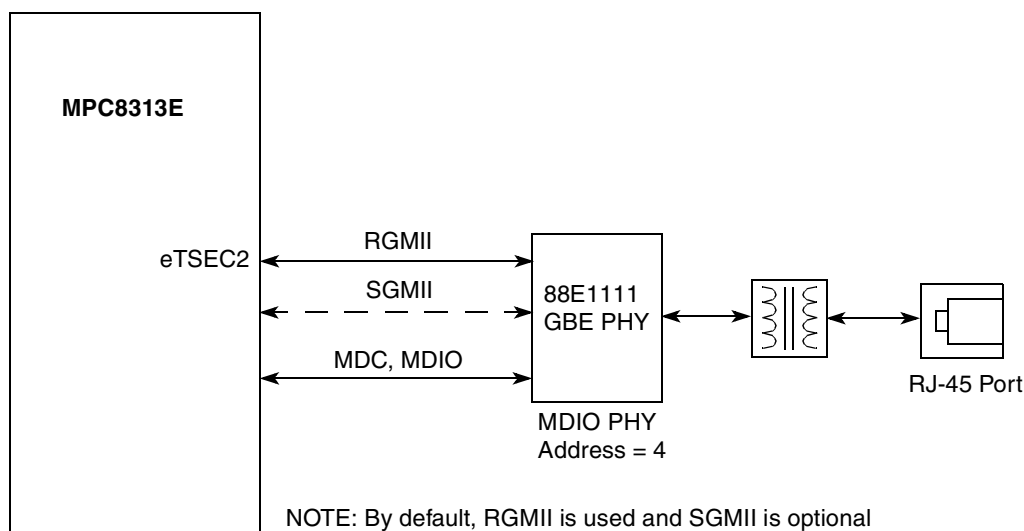 MPC8313E
eTSEC2
RGMII
SGMII
MDC, MDIO
88E1111
GBE PHY
MDIO PHY
Address = 4
RJ-45 Port
NOTE: By default, RGMII is used and SGMII is optional